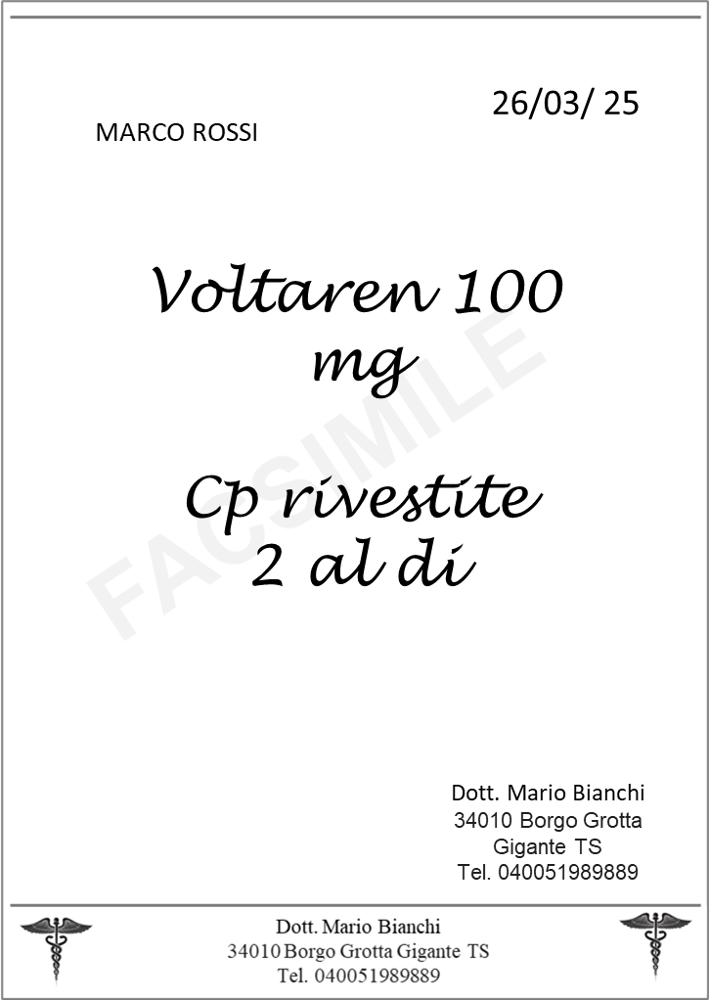 26/03/ 25
MARCO ROSSI
Voltaren 100
mg
FACSIMILE
Cp rivestite
2 al di
Dott. Mario Bianchi
34010 Borgo Grotta
Gigante TS
Tel. 040051989889
Dott. Mario Bianchi
34010 Borgo Grotta Gigante TS
Tel. 040051989889